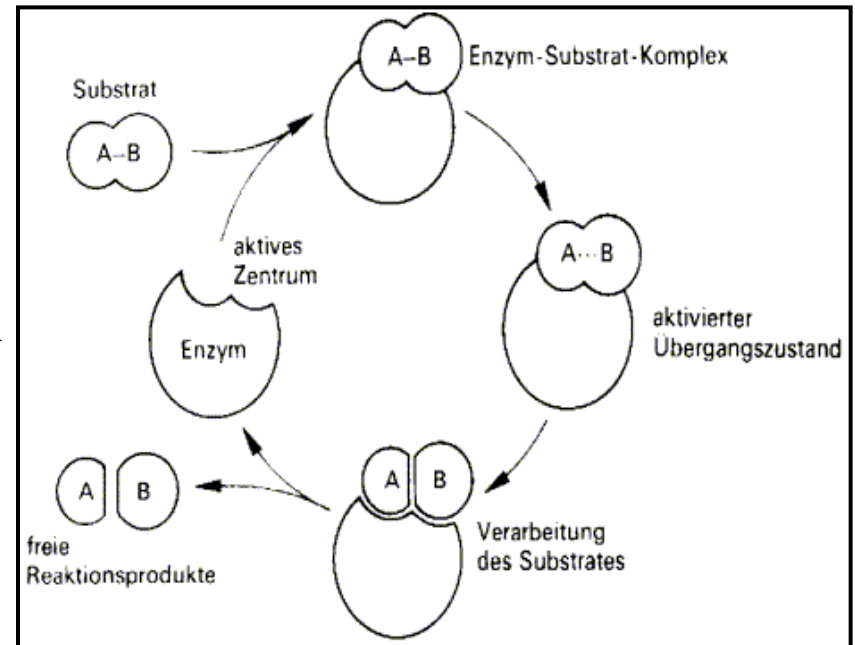 A–B
Enzym-Substrat-Komplex
Substrat
A–B
aktives
Zentrum
A···B
aktivierter
Übergangszustand
Enzym
A
B
A
B
Verarbeitung
des Substrates
freie
Reaktionsprodukte